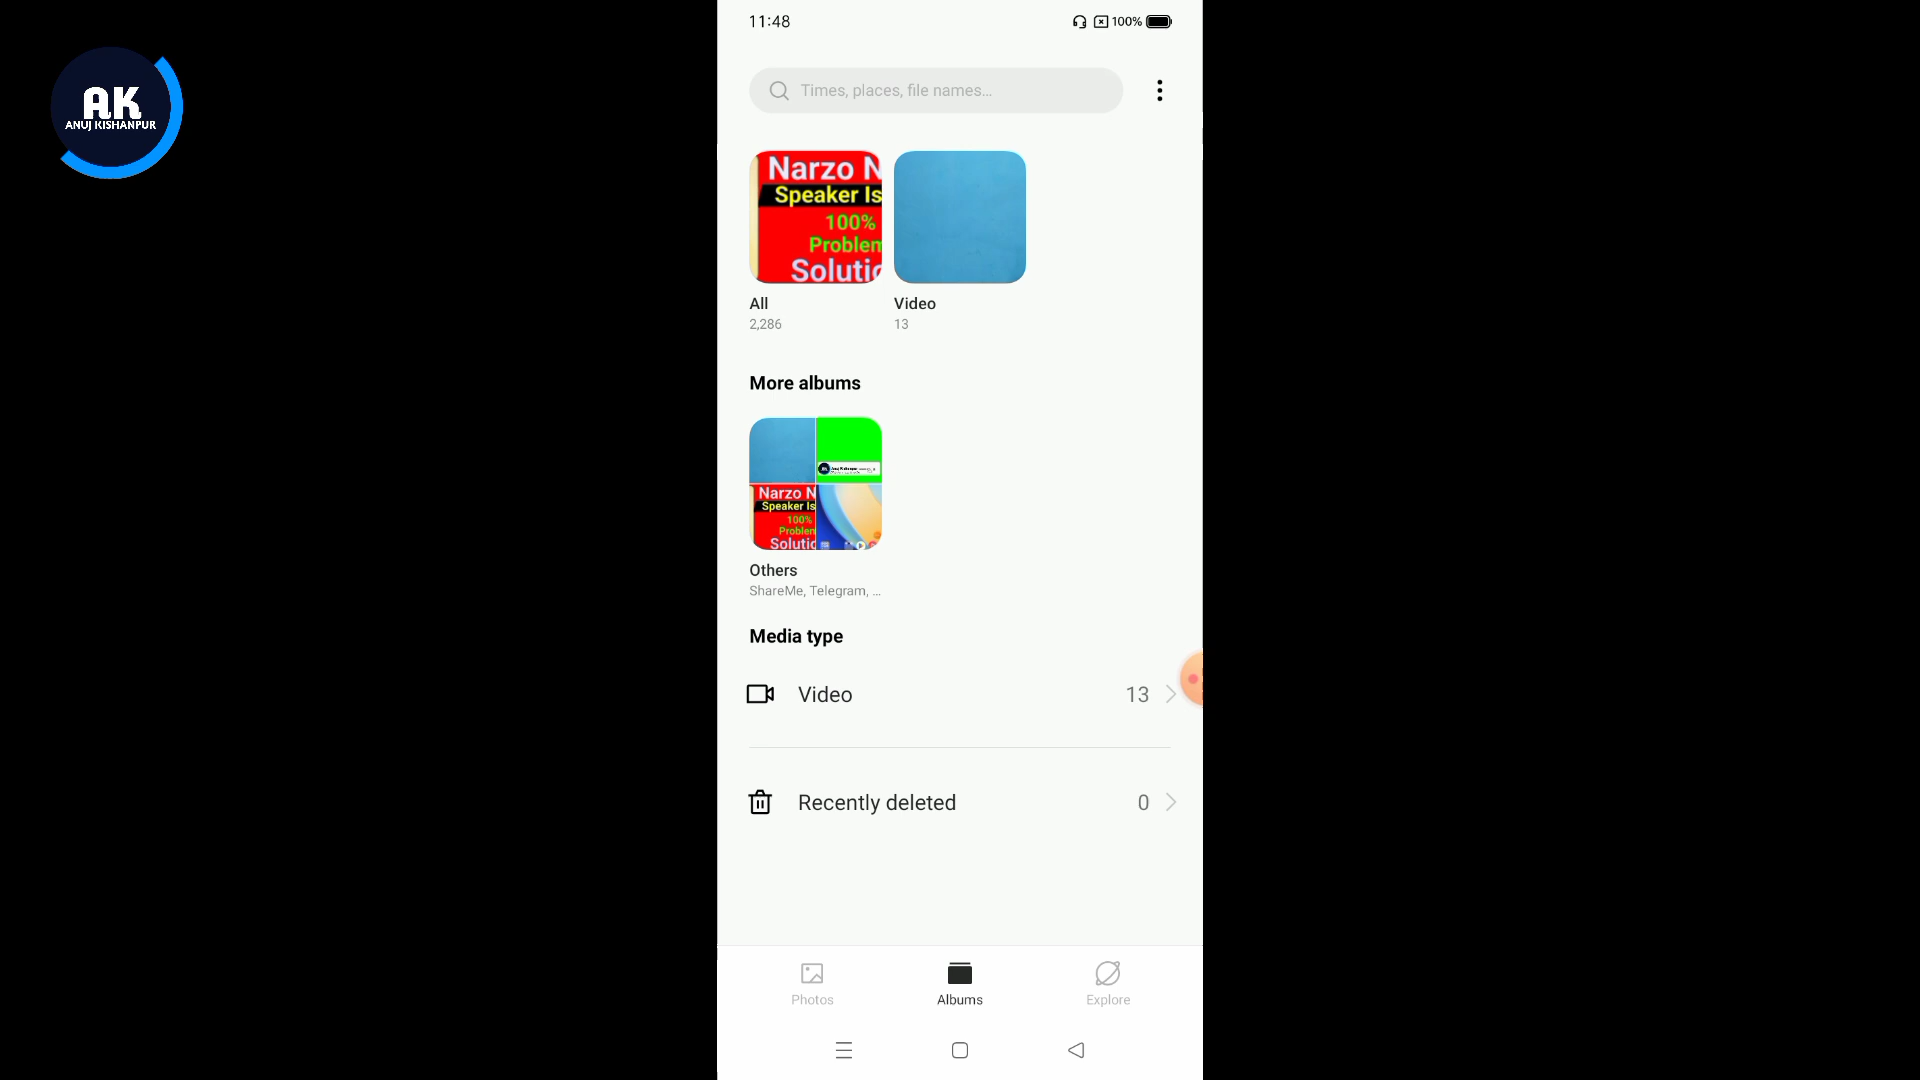 AK
ANUJ KISHANPUR
11:48
100%
Times, places, file names...
Narzo N
Speaker Is
100%
Problem
Solutio
All
2,286
Video
13
More albums
Narzo N
Speaker Is
100%
Problem
Solutio
Others
ShareMe, Telegram, ...
Media type
Video
13
Recently deleted
0
Photos
Albums
Explore